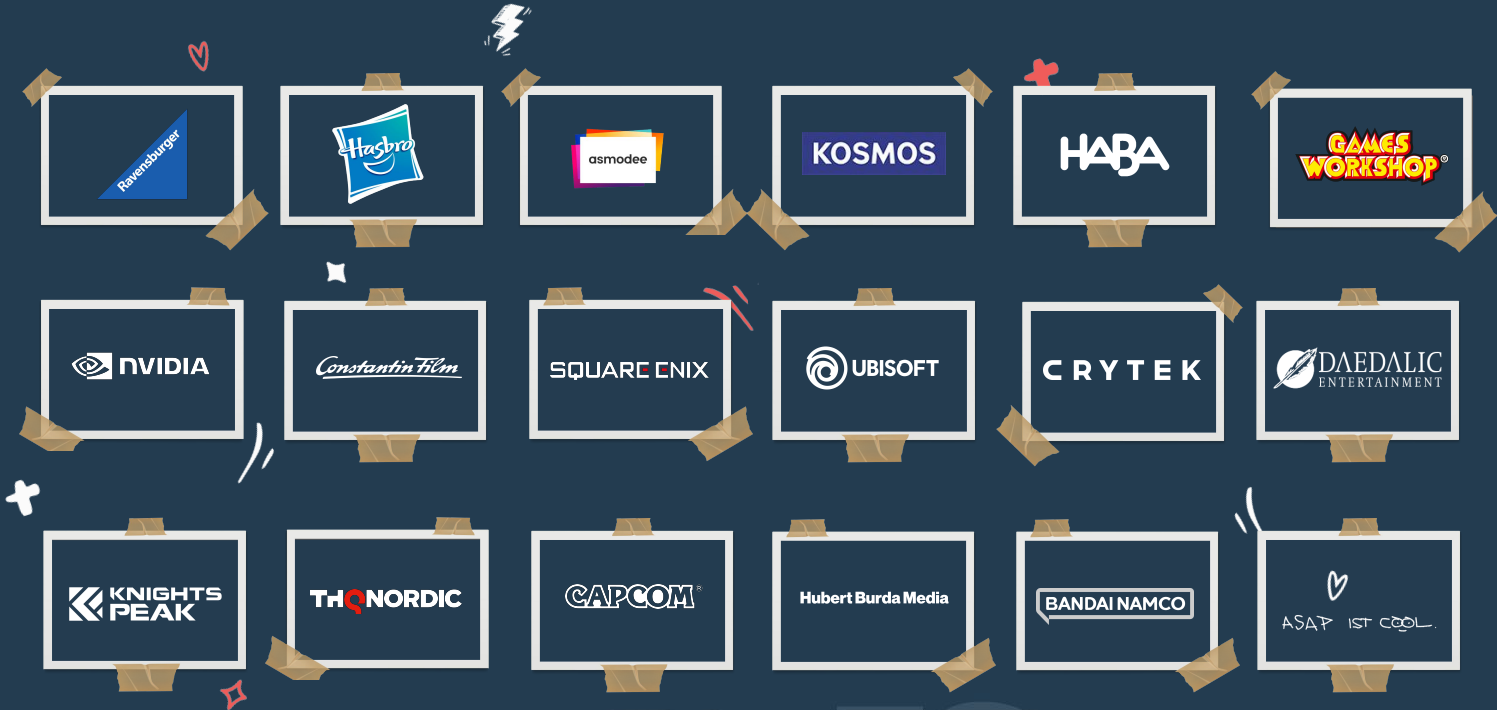 Ravensburger
Hasbro
asmodee
KOSMOS
HABA
GAMES
WORKSHOP®
NVIDIA
Constantin Film
SQUARE ENIX
UBISOFT
CRYTEK
DAEDALIC
ENTERTAINMENT
KNIGHTS
PEAK
THQ NORDIC
CAPCOM®
Hubert Burda Media
BANDAI NAMCO
ASAP IST COOL.